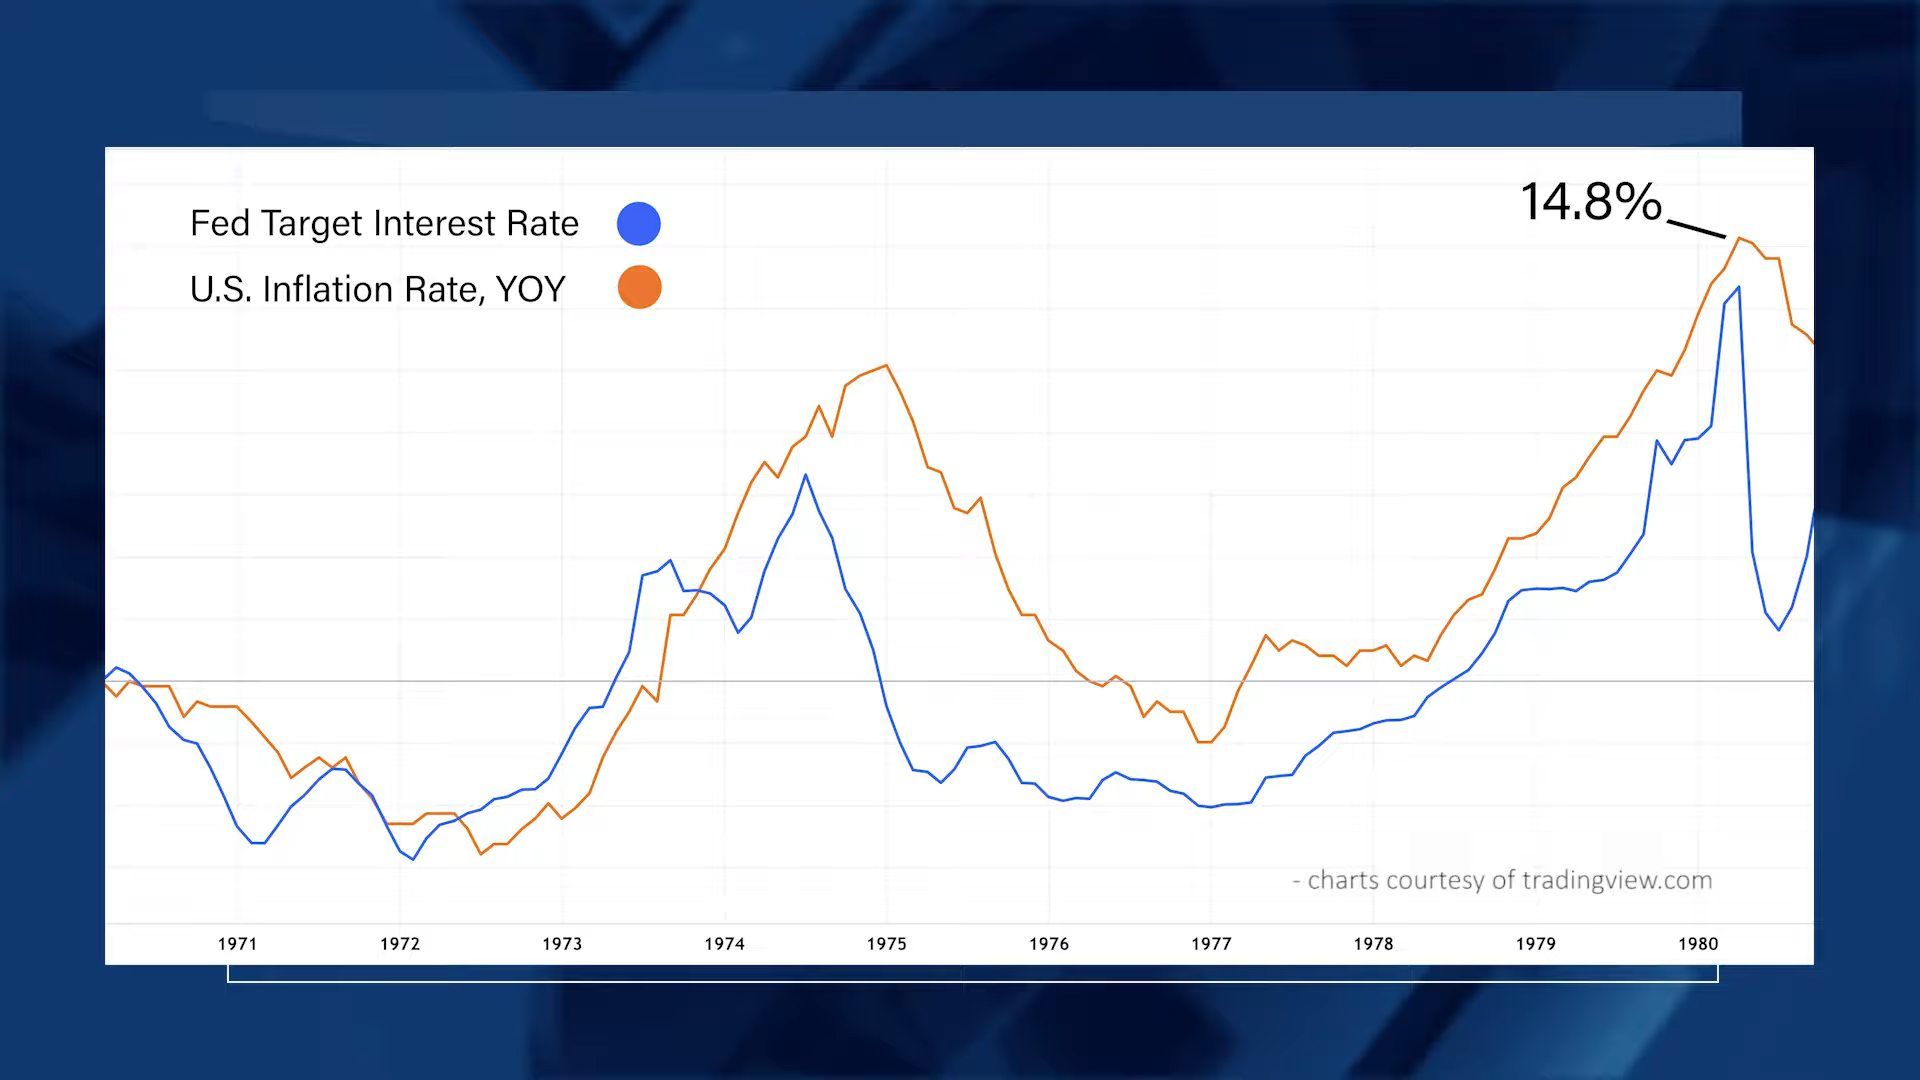 14.8%
Fed Target Interest Rate
U.S. Inflation Rate, YOY
- charts courtesy of tradingview.com
1971 1972 1973 1974 1975 1976 1977 1978 1979 1980